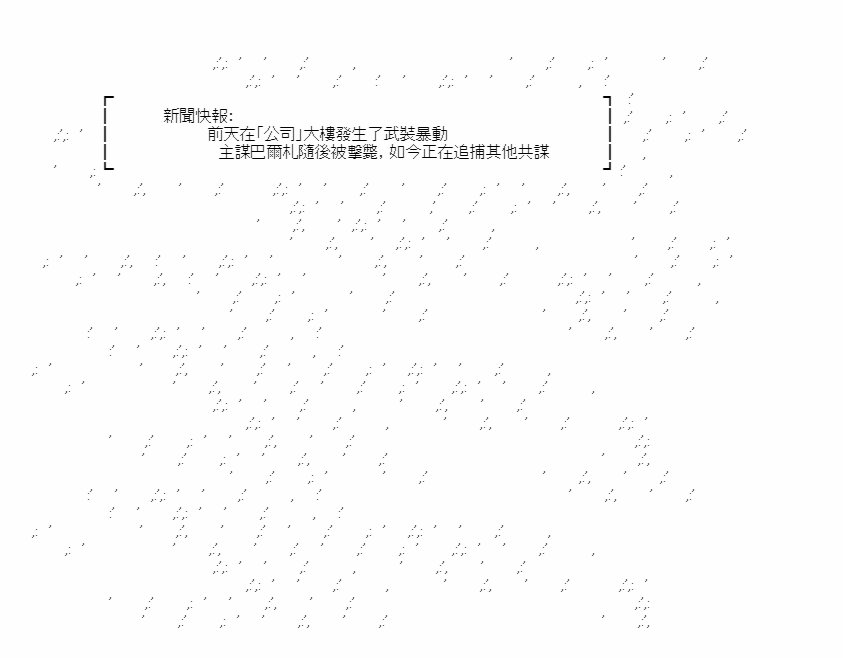 新聞快報:
前天在「公司」大樓發生了武裝暴動
主謀巴爾札隨後被擊斃, 如今正在追捕其他共謀